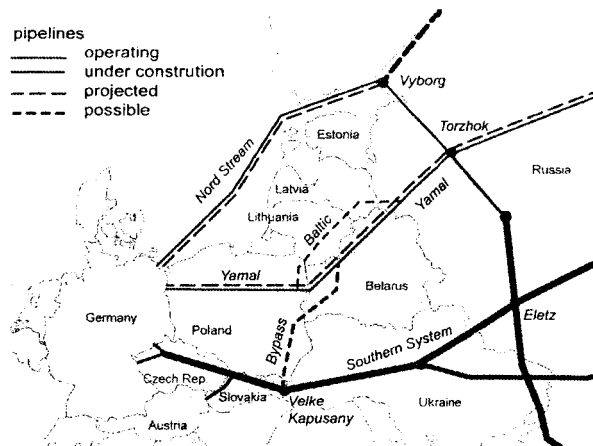 pipelines
operating
under constrution
projected
possible
Vyborg
Torzhok
Estonia
Nord Stream
Russia
Latvia
Yamal
Lithuania
Baltic
Yamal
Belarus
Germany
Poland
Bypass
Southern System
Eletz
Czech Rep.
Slovakia
Velke
Kapusany
Ukraine
Austria